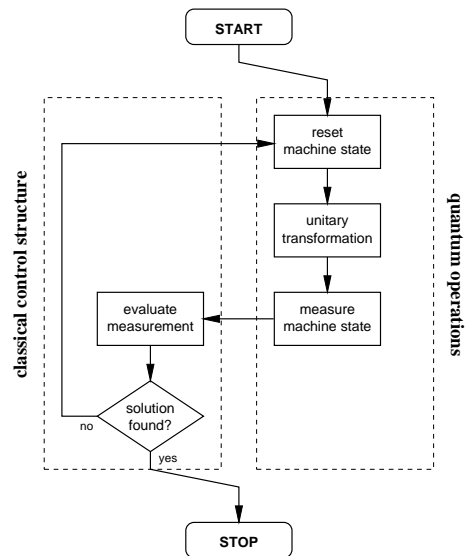 START
reset
machine state
unitary
transformation
measure
machine state
evaluate
measurement
solution
found?
no
yes
STOP
classical control structure
quantum operations